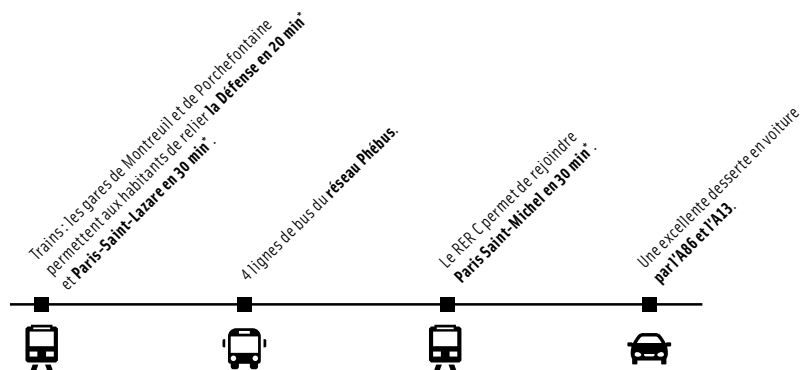 Trains : les gares de Montreuil et de Porchefontaine
permettent aux habitants de relier la Défense en 20 min*
et Paris-Saint-Lazare en 30 min*.
4 lignes de bus du réseau Phébus.
Le RER C permet de rejoindre
Paris Saint-Michel en 30 min*.
Une excellente desserte en voiture
par l'A86 et l'A13.